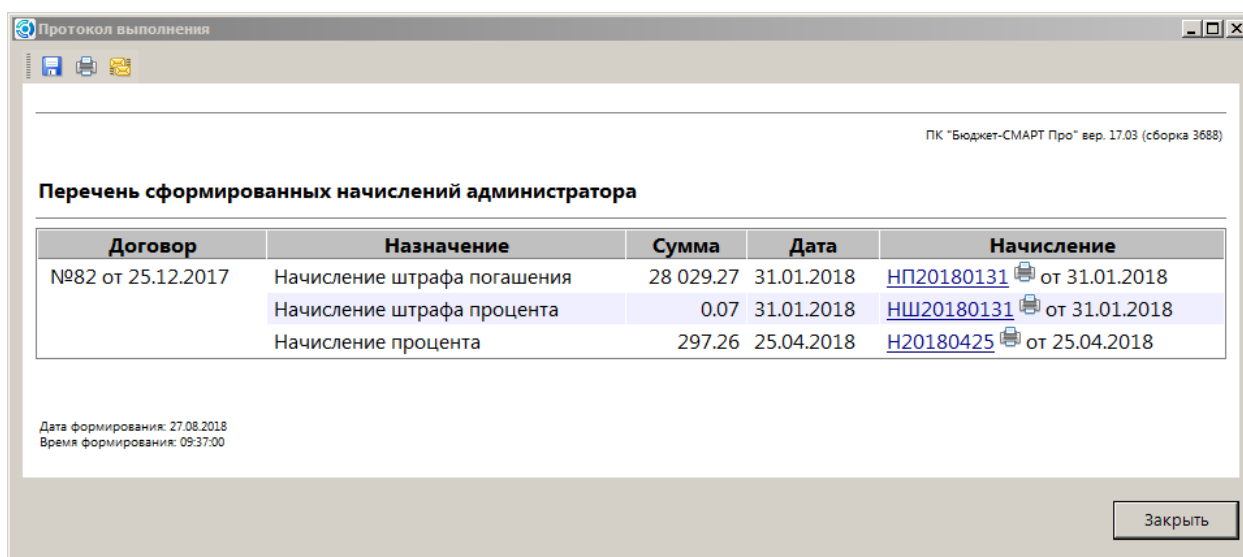 Протокол выполнения
ПК "Бюджет-СМАРТ Про" вер. 17.03 (сборка 3688)
Перечень сформированных начислений администратора
Договор Назначение Сумма Дата Начисление
№82 от 25.12.2017 Начисление штрафа погашения 28 029.27 31.01.2018 НП20180131 от 31.01.2018
Начисление штрафа процента 0.07 31.01.2018 НШ20180131 от 31.01.2018
Начисление процента 297.26 25.04.2018 Н20180425 от 25.04.2018
Дата формирования: 27.08.2018
Время формирования: 09:37:00
Закрыть